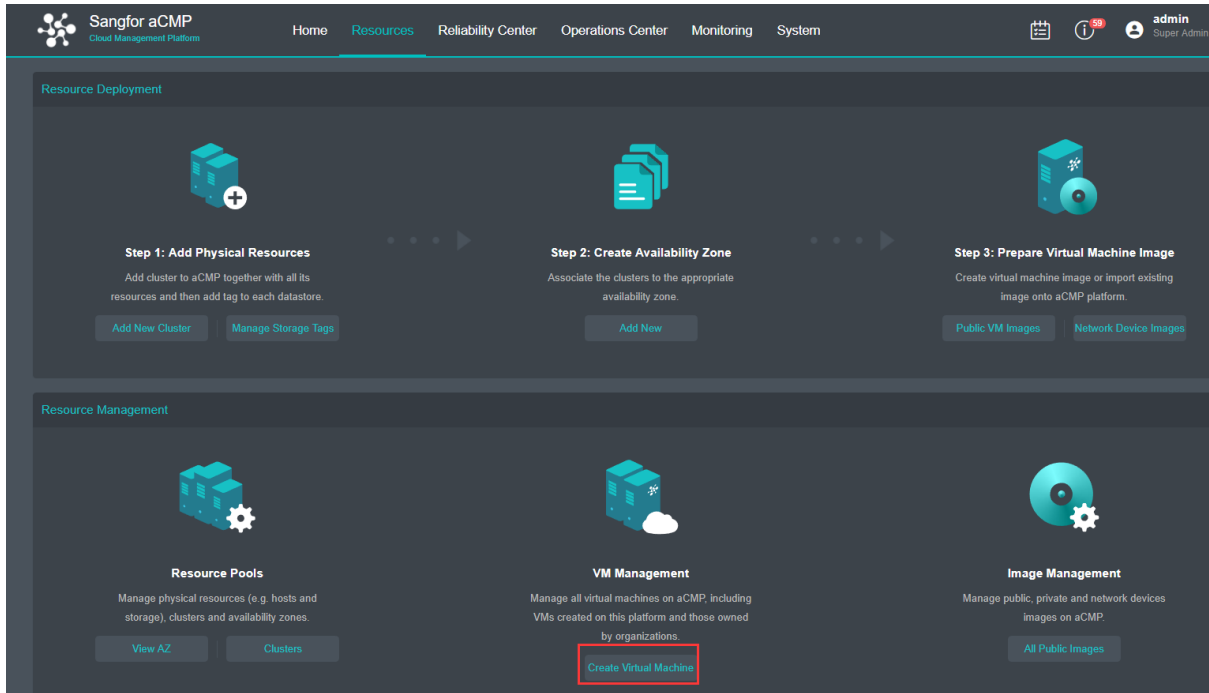 Sangfor aCMP
Cloud Management Platform
Home Resources Reliability Center Operations Center Monitoring System
59
admin
Super Admin
Resource Deployment
Step 1: Add Physical Resources
Add cluster to aCMP together with all its
resources and then add tag to each datastore.
Add New Cluster Manage Storage Tags
Step 2: Create Availability Zone
Associate the clusters to the appropriate
availability zone.
Add New
Step 3: Prepare Virtual Machine Image
Create virtual machine image or import existing
image onto aCMP platform.
Public VM Images Network Device Images
Resource Management
Resource Pools
Manage physical resources (e.g. hosts and
storage), clusters and availability zones.
View AZ Clusters
VM Management
Manage all virtual machines on aCMP, including
VMs created on this platform and those owned
by organizations.
Create Virtual Machine
Image Management
Manage public, private and network devices
images on aCMP.
All Public Images